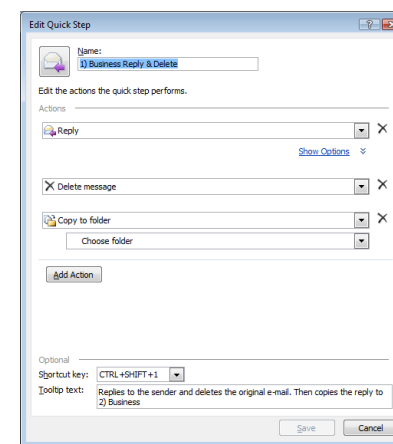 Edit Quick Step
Name:
1) Business Reply & Delete
Edit the actions the quick step performs.
Actions
Reply
Show Options
Delete message
Copy to folder
Choose folder
Add Action
Optional
Shortcut key: CTRL+SHIFT+1
Tooltip text: Replies to the sender and deletes the original e-mail. Then copies the reply to
2) Business
Save Cancel